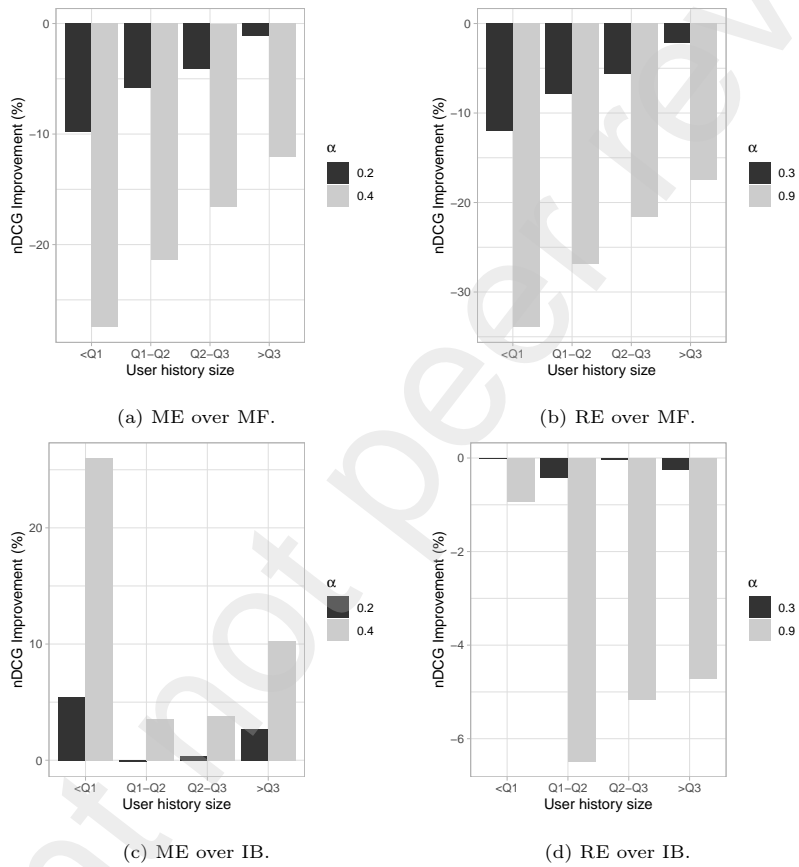 0
-10
-20
nDCG Improvement (%)
<Q1 Q1-Q2 Q2-Q3 >Q3
User history size
α
0.2
0.4
(a) ME over MF.
0
-10
-20
-30
nDCG Improvement (%)
<Q1 Q1-Q2 Q2-Q3 >Q3
User history size
α
0.3
0.9
(b) RE over MF.
20
10
0
nDCG Improvement (%)
<Q1 Q1-Q2 Q2-Q3 >Q3
User history size
α
0.2
0.4
(c) ME over IB.
0
-2
-4
-6
nDCG Improvement (%)
<Q1 Q1-Q2 Q2-Q3 >Q3
User history size
α
0.3
0.9
(d) RE over IB.
not peer rev